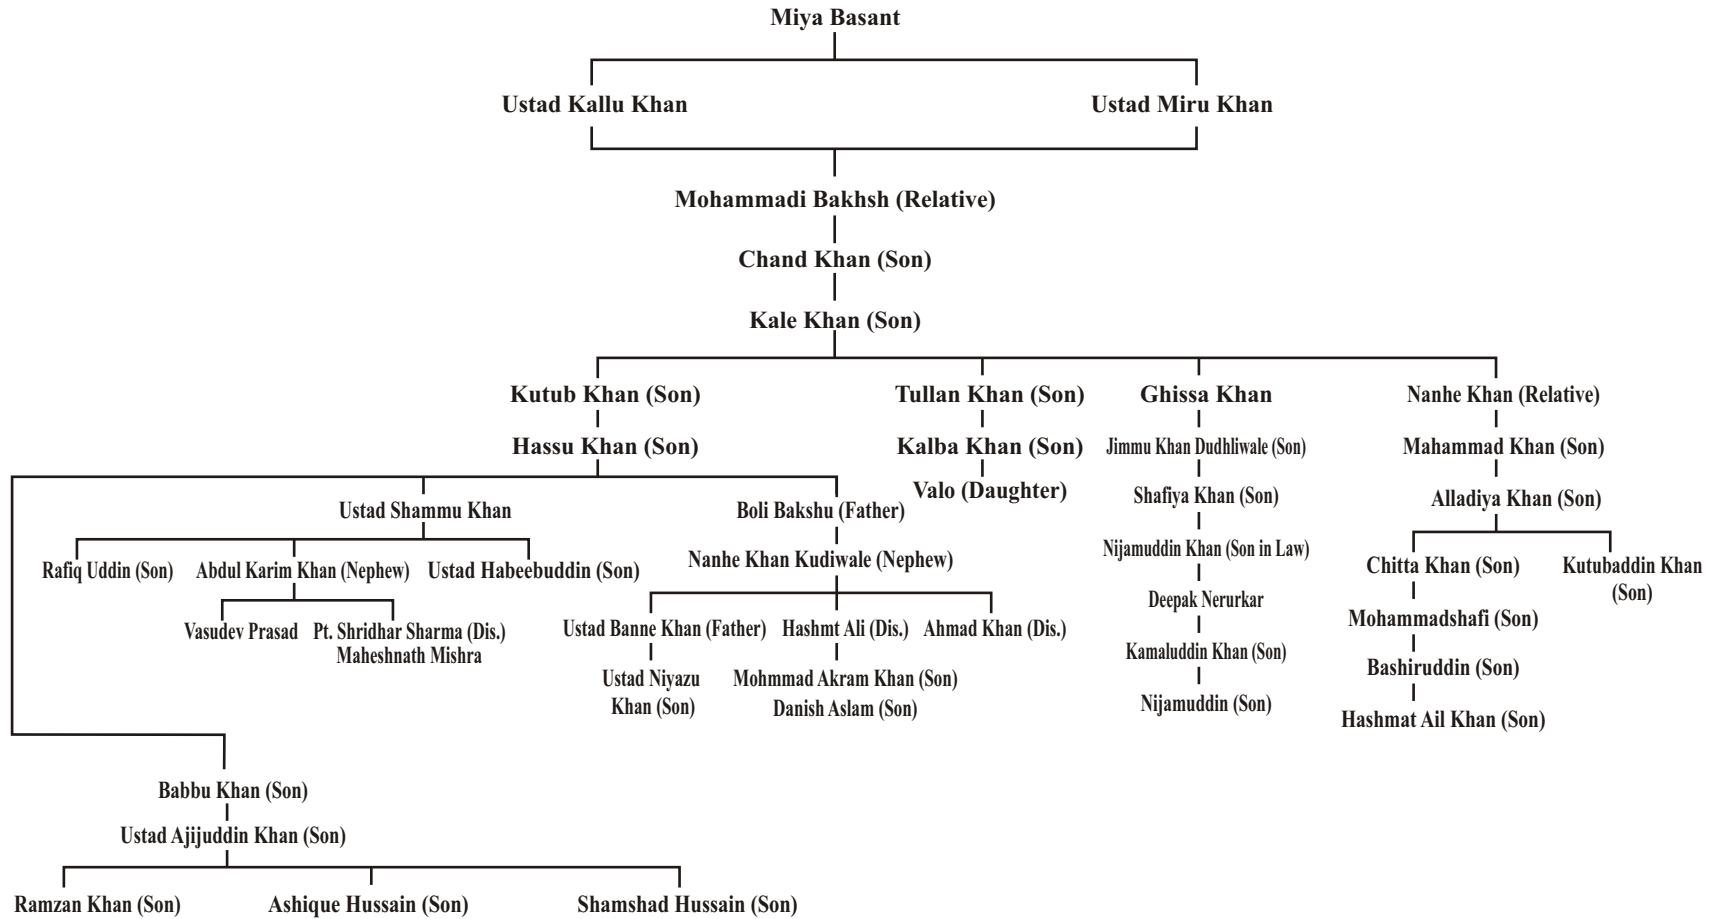 Miya Basant
Ustad Kallu Khan
Ustad Miru Khan
Mohammadi Bakhsh (Relative)
Chand Khan (Son)
Kale Khan (Son)
Kutub Khan (Son)
Tullan Khan (Son)
Ghissa Khan
Nanhe Khan (Relative)
Hassu Khan (Son)
Kalba Khan (Son)
Jimmu Khan Dudhliwale (Son)
Mahammad Khan (Son)
Valo (Daughter)
Shafiya Khan (Son)
Alladiya Khan (Son)
Ustad Shammu Khan
Boli Bakshu (Father)
Nijamuddin Khan (Son in Law)
Nanhe Khan Kudiwale (Nephew)
Chitta Khan (Son)
Kutubaddin Khan
(Son)
Rafiq Uddin (Son)
Abdul Karim Khan (Nephew)
Ustad Habeebuddin (Son)
Deepak Nerurkar
Mohammadshafi (Son)
Vasudev Prasad
Pt. Shridhar Sharma (Dis.)
Maheshnath Mishra
Ustad Banne Khan (Father)
Hashmt Ali (Dis.)
Ahmad Khan (Dis.)
Kamaluddin Khan (Son)
Bashiruddin (Son)
Ustad Niyazu
Khan (Son)
Mohmmad Akram Khan (Son)
Danish Aslam (Son)
Nijamuddin (Son)
Hashmat Ail Khan (Son)
Babbu Khan (Son)
Ustad Ajijuddin Khan (Son)
Ramzan Khan (Son)
Ashique Hussain (Son)
Shamshad Hussain (Son)